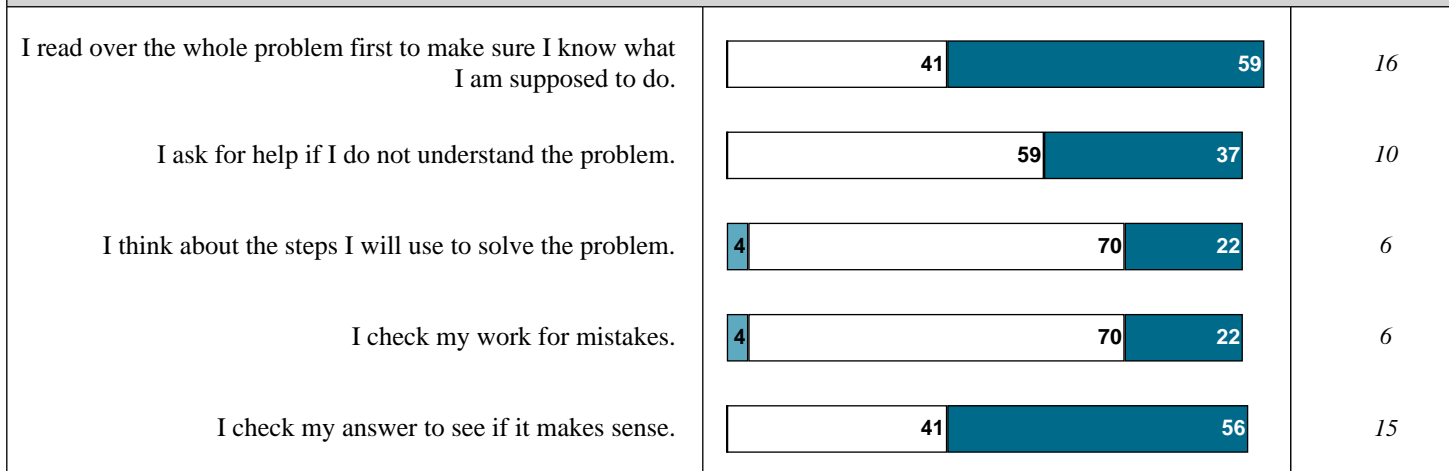 I read over the whole problem first to make sure I know what
I am supposed to do.
41 59 16
I ask for help if I do not understand the problem.
59 37 10
I think about the steps I will use to solve the problem.
4 70 22 6
I check my work for mistakes.
4 70 22 6
I check my answer to see if it makes sense.
41 56 15